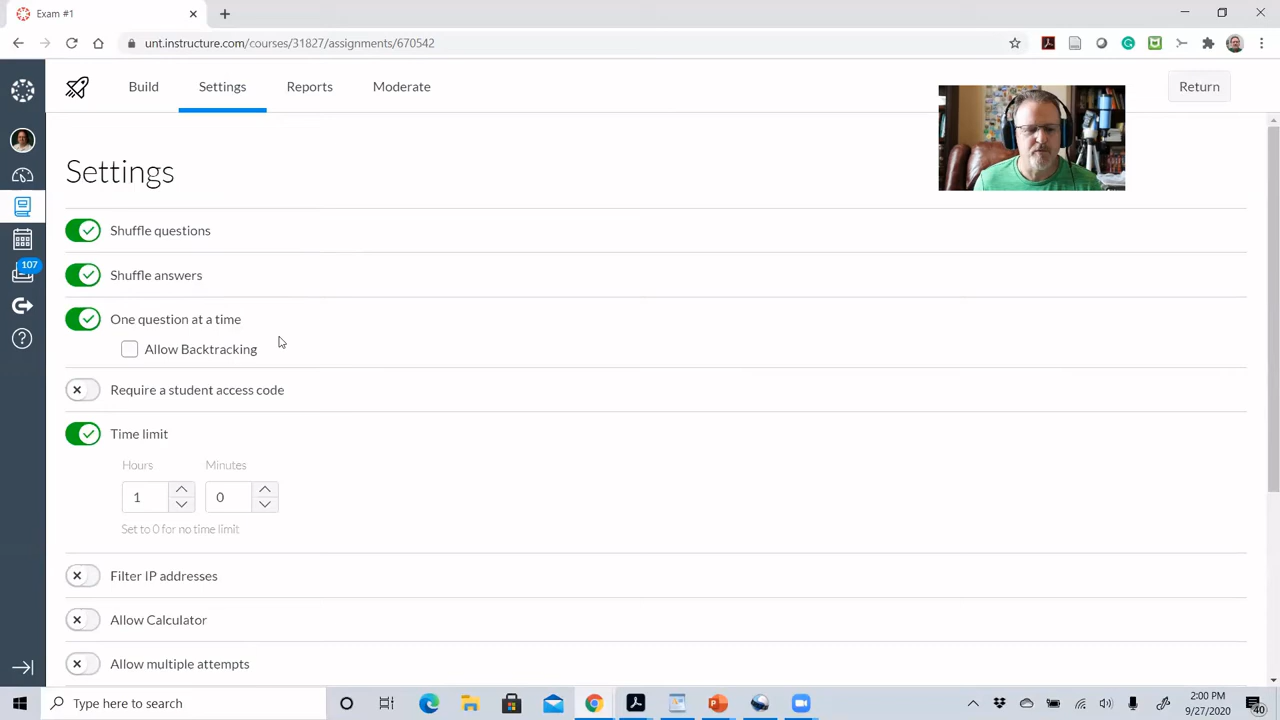 Exam #1
unt.instructure.com/courses/31827/assignments/670542
Build
Settings
Reports
Moderate
Return
Settings
Shuffle questions
Shuffle answers
One question at a time
Allow Backtracking
Require a student access code
Time limit
Hours Minutes
1 0
Set to 0 for no time limit
Filter IP addresses
Allow Calculator
Allow multiple attempts
107
Type here to search
2:00 PM
9/27/2020
40